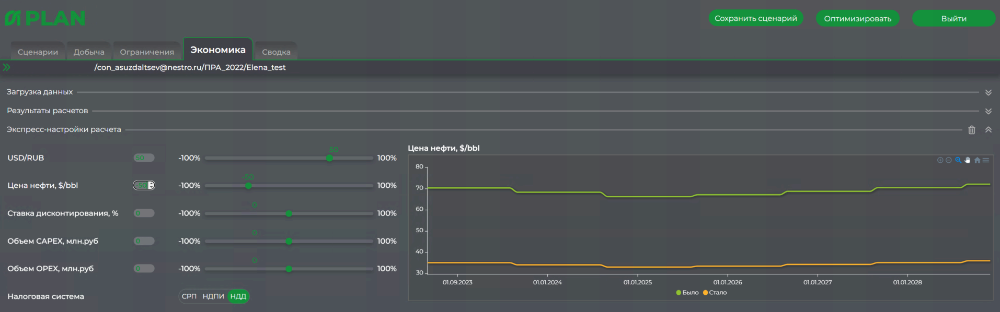 PLAN
Сохранить сценарий
Оптимизировать
Выйти
Сценарии
Добыча
Ограничения
Экономика
Сводка
/con_asuzdaltsev@nestro.ru/ПРА_2022/Elena_test
Загрузка данных
Результаты расчетов
Экспресс-настройки расчета
USD/RUB 50 -100% 50 100%
Цена нефти, $/bbl -50 -100% -50 100%
Ставка дисконтирования, % 0 -100% 0 100%
Объем CAPEX, млн.руб 0 -100% 0 100%
Объем OPEX, млн.руб 0 -100% 0 100%
Налоговая система СРП НДПИ НДД
Цена нефти, $/bbl
80
70
60
50
40
30
01.09.2023 01.01.2024 01.01.2025 01.01.2026 01.01.2027 01.01.2028
Было Стало